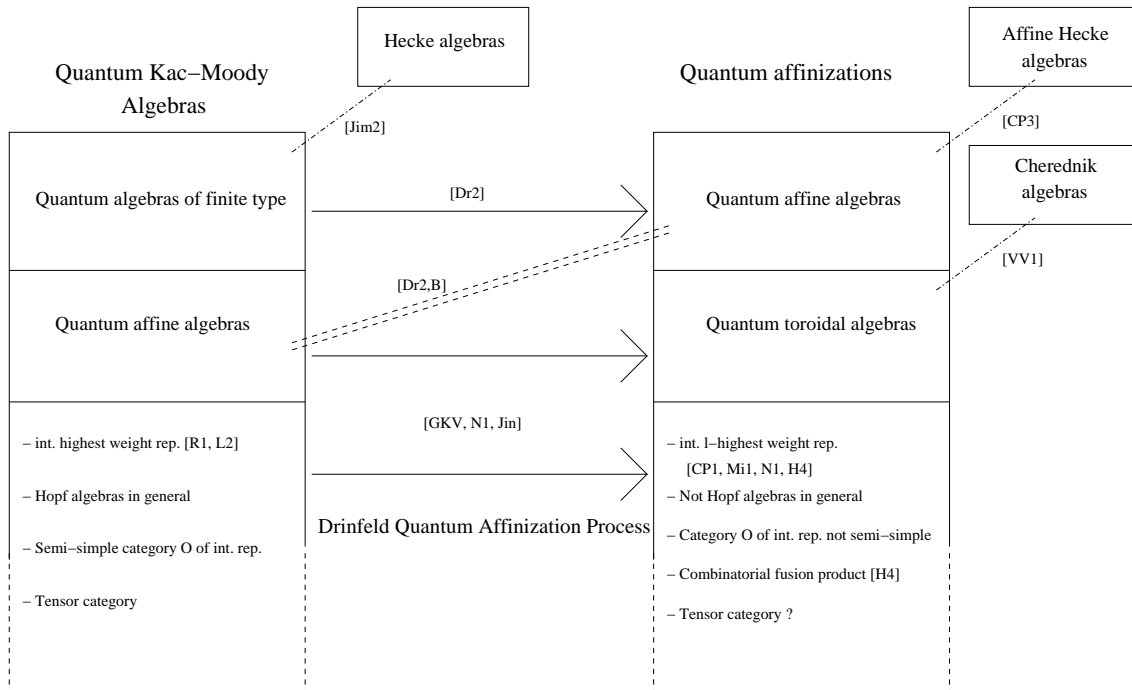 Hecke algebras
Affine Hecke
algebras
Quantum Kac−Moody
Algebras
Quantum affinizations
[Jim2]
[CP3]
Cherednik
algebras
Quantum algebras of finite type
[Dr2]
Quantum affine algebras
[VV1]
[Dr2,B]
Quantum affine algebras
Quantum toroidal algebras
[GKV, N1, Jin]
− int. highest weight rep. [R1, L2]
− Hopf algebras in general
− Semi−simple category O of int. rep.
− Tensor category
Drinfeld Quantum Affinization Process
− int. l−highest weight rep.
[CP1, Mi1, N1, H4]
− Not Hopf algebras in general
− Category O of int. rep. not semi−simple
− Combinatorial fusion product [H4]
− Tensor category ?